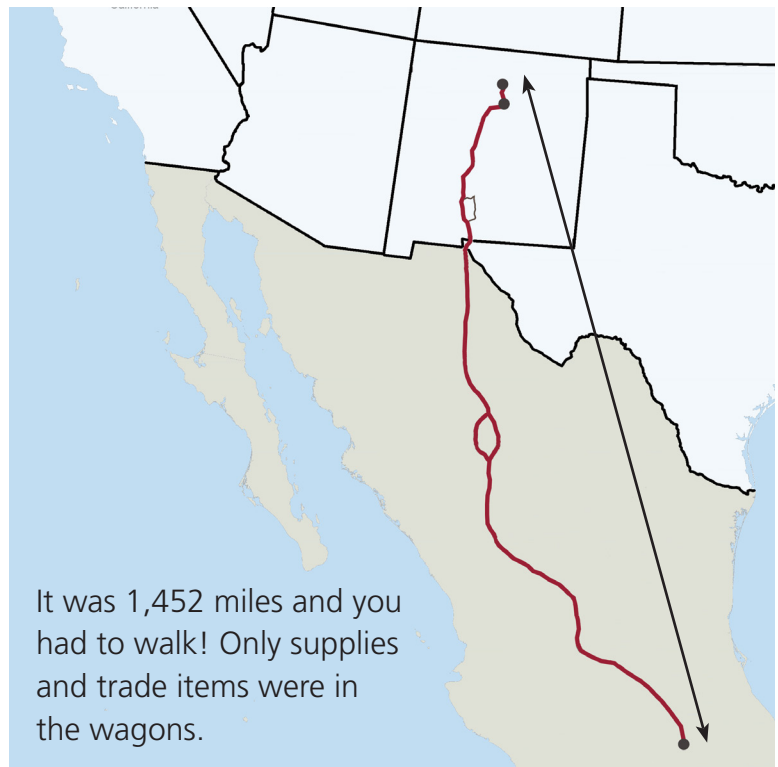 California
It was 1,452 miles and you
had to walk! Only supplies
and trade items were in
the wagons.